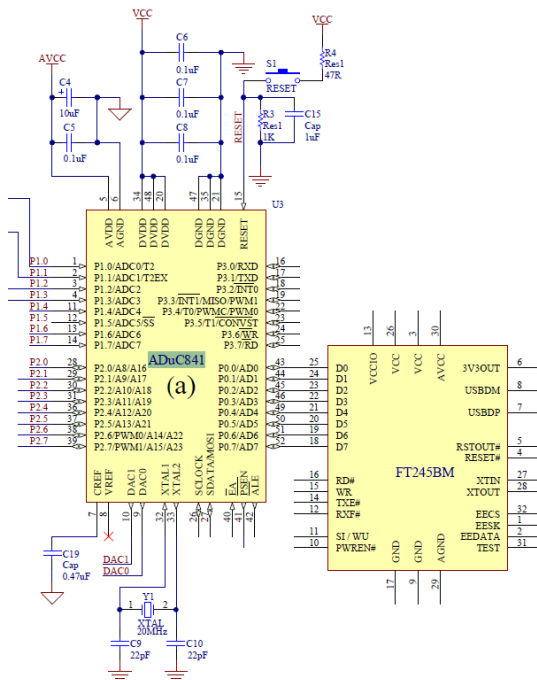 VCC
VCC
AVCC
C6
0.1uF
C7
0.1uF
C8
0.1uF
C4
10uF
C5
0.1uF
S1
RESET
R4
Res1
47R
R3
Res1
1K
C15
Cap
1uF
RESET
5 6 34 48 20 47 35 21 15
U3
AVDD AGND DVDD DVDD DVDD DGND DGND DGND RESET
P1.0 1 P1.0/ADC0/T2 P3.0/RXD 16
P1.1 2 P1.1/ADC1/T2EX P3.1/TXD 17
P1.2 3 P1.2/ADC2 P3.2/INT0 18
P1.3 4 P1.3/ADC3 P3.3/INT1/MISO/PWM1 19
P1.4 11 P1.4/ADC4 P3.4/T0/PWMC/PWM0 22
P1.5 12 P1.5/ADC5/SS P3.5/T1/CONVST 23
P1.6 13 P1.6/ADC6 P3.6/WR 24
P1.7 14 P1.7/ADC7 P3.7/RD 25
ADuC841
(a)
P2.0 28 P2.0/A8/A16 P0.0/AD0 43 25 D0
P2.1 29 P2.1/A9/A17 P0.1/AD1 44 24 D1
P2.2 30 P2.2/A10/A18 P0.2/AD2 45 23 D2
P2.3 31 P2.3/A11/A19 P0.3/AD3 46 22 D3
P2.4 36 P2.4/A12/A20 P0.4/AD4 49 21 D4
P2.5 37 P2.5/A13/A21 P0.5/AD5 50 20 D5
P2.6 38 P2.6/PWM0/A14/A22 P0.6/AD6 51 19 D6
P2.7 39 P2.7/PWM1/A15/A23 P0.7/AD7 52 18 D7
CREF VREF DAC1 DAC0 XTAL1 XTAL2 SCLOCK SDATA/MOSI EA PSEN ALE
7 8 10 9 32 33 26 27 40 41 42
C19
Cap
0.47uF
DAC1
DAC0
1 Y1 2
XTAL
20MHz
C9
22pF
C10
22pF
13 26 3 30
VCCIO VCC VCC AVCC
3V3OUT 6
USBDM 8
USBDP 7
RSTOUT# 5
RESET# 4
FT245BM
16 RD# XTIN 27
15 WR XTOUT 28
14 TXE#
12 RXF# EECS 32
EESK 1
11 SI / WU EEDATA 2
10 PWREN# TEST 31
GND GND AGND
17 9 29